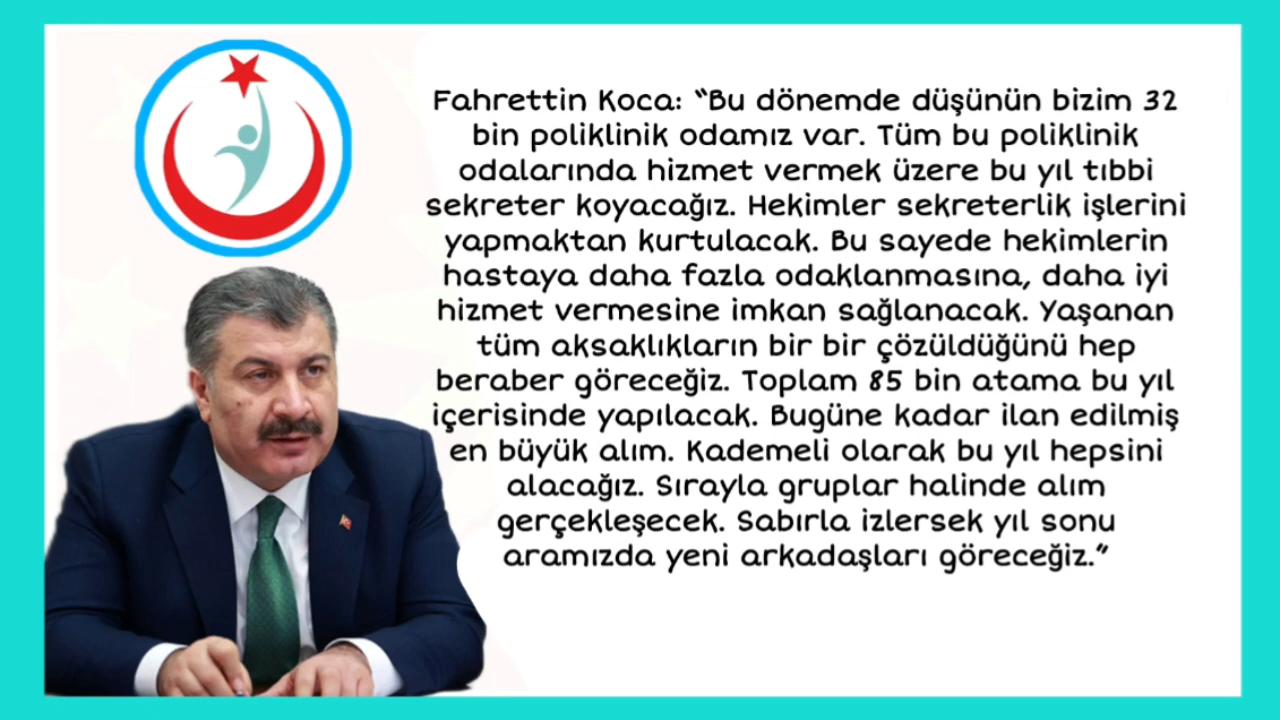 Fahrettin Koca: “Bu dönemde düşünün bizim 32
bin poliklinik odamız var. Tüm bu poliklinik
odalarında hizmet vermek üzere bu yıl tıbbi
sekreter koyacağız. Hekimler sekreterlik işlerini
yapmaktan kurtulacak. Bu sayede hekimlerin
hastaya daha fazla odaklanmasına, daha iyi
hizmet vermesine imkan sağlanacak. Yaşanan
tüm aksaklıkların bir bir çözüldüğünü hep
beraber göreceğiz. Toplam 85 bin atama bu yıl
içerisinde yapılacak. Bugüne kadar ilan edilmiş
en büyük alım. Kademeli olarak bu yıl hepsini
alacağız. Sırayla gruplar halinde alım
gerçekleşecek. Sabırla izlersek yıl sonu
aramızda yeni arkadaşları göreceğiz.”